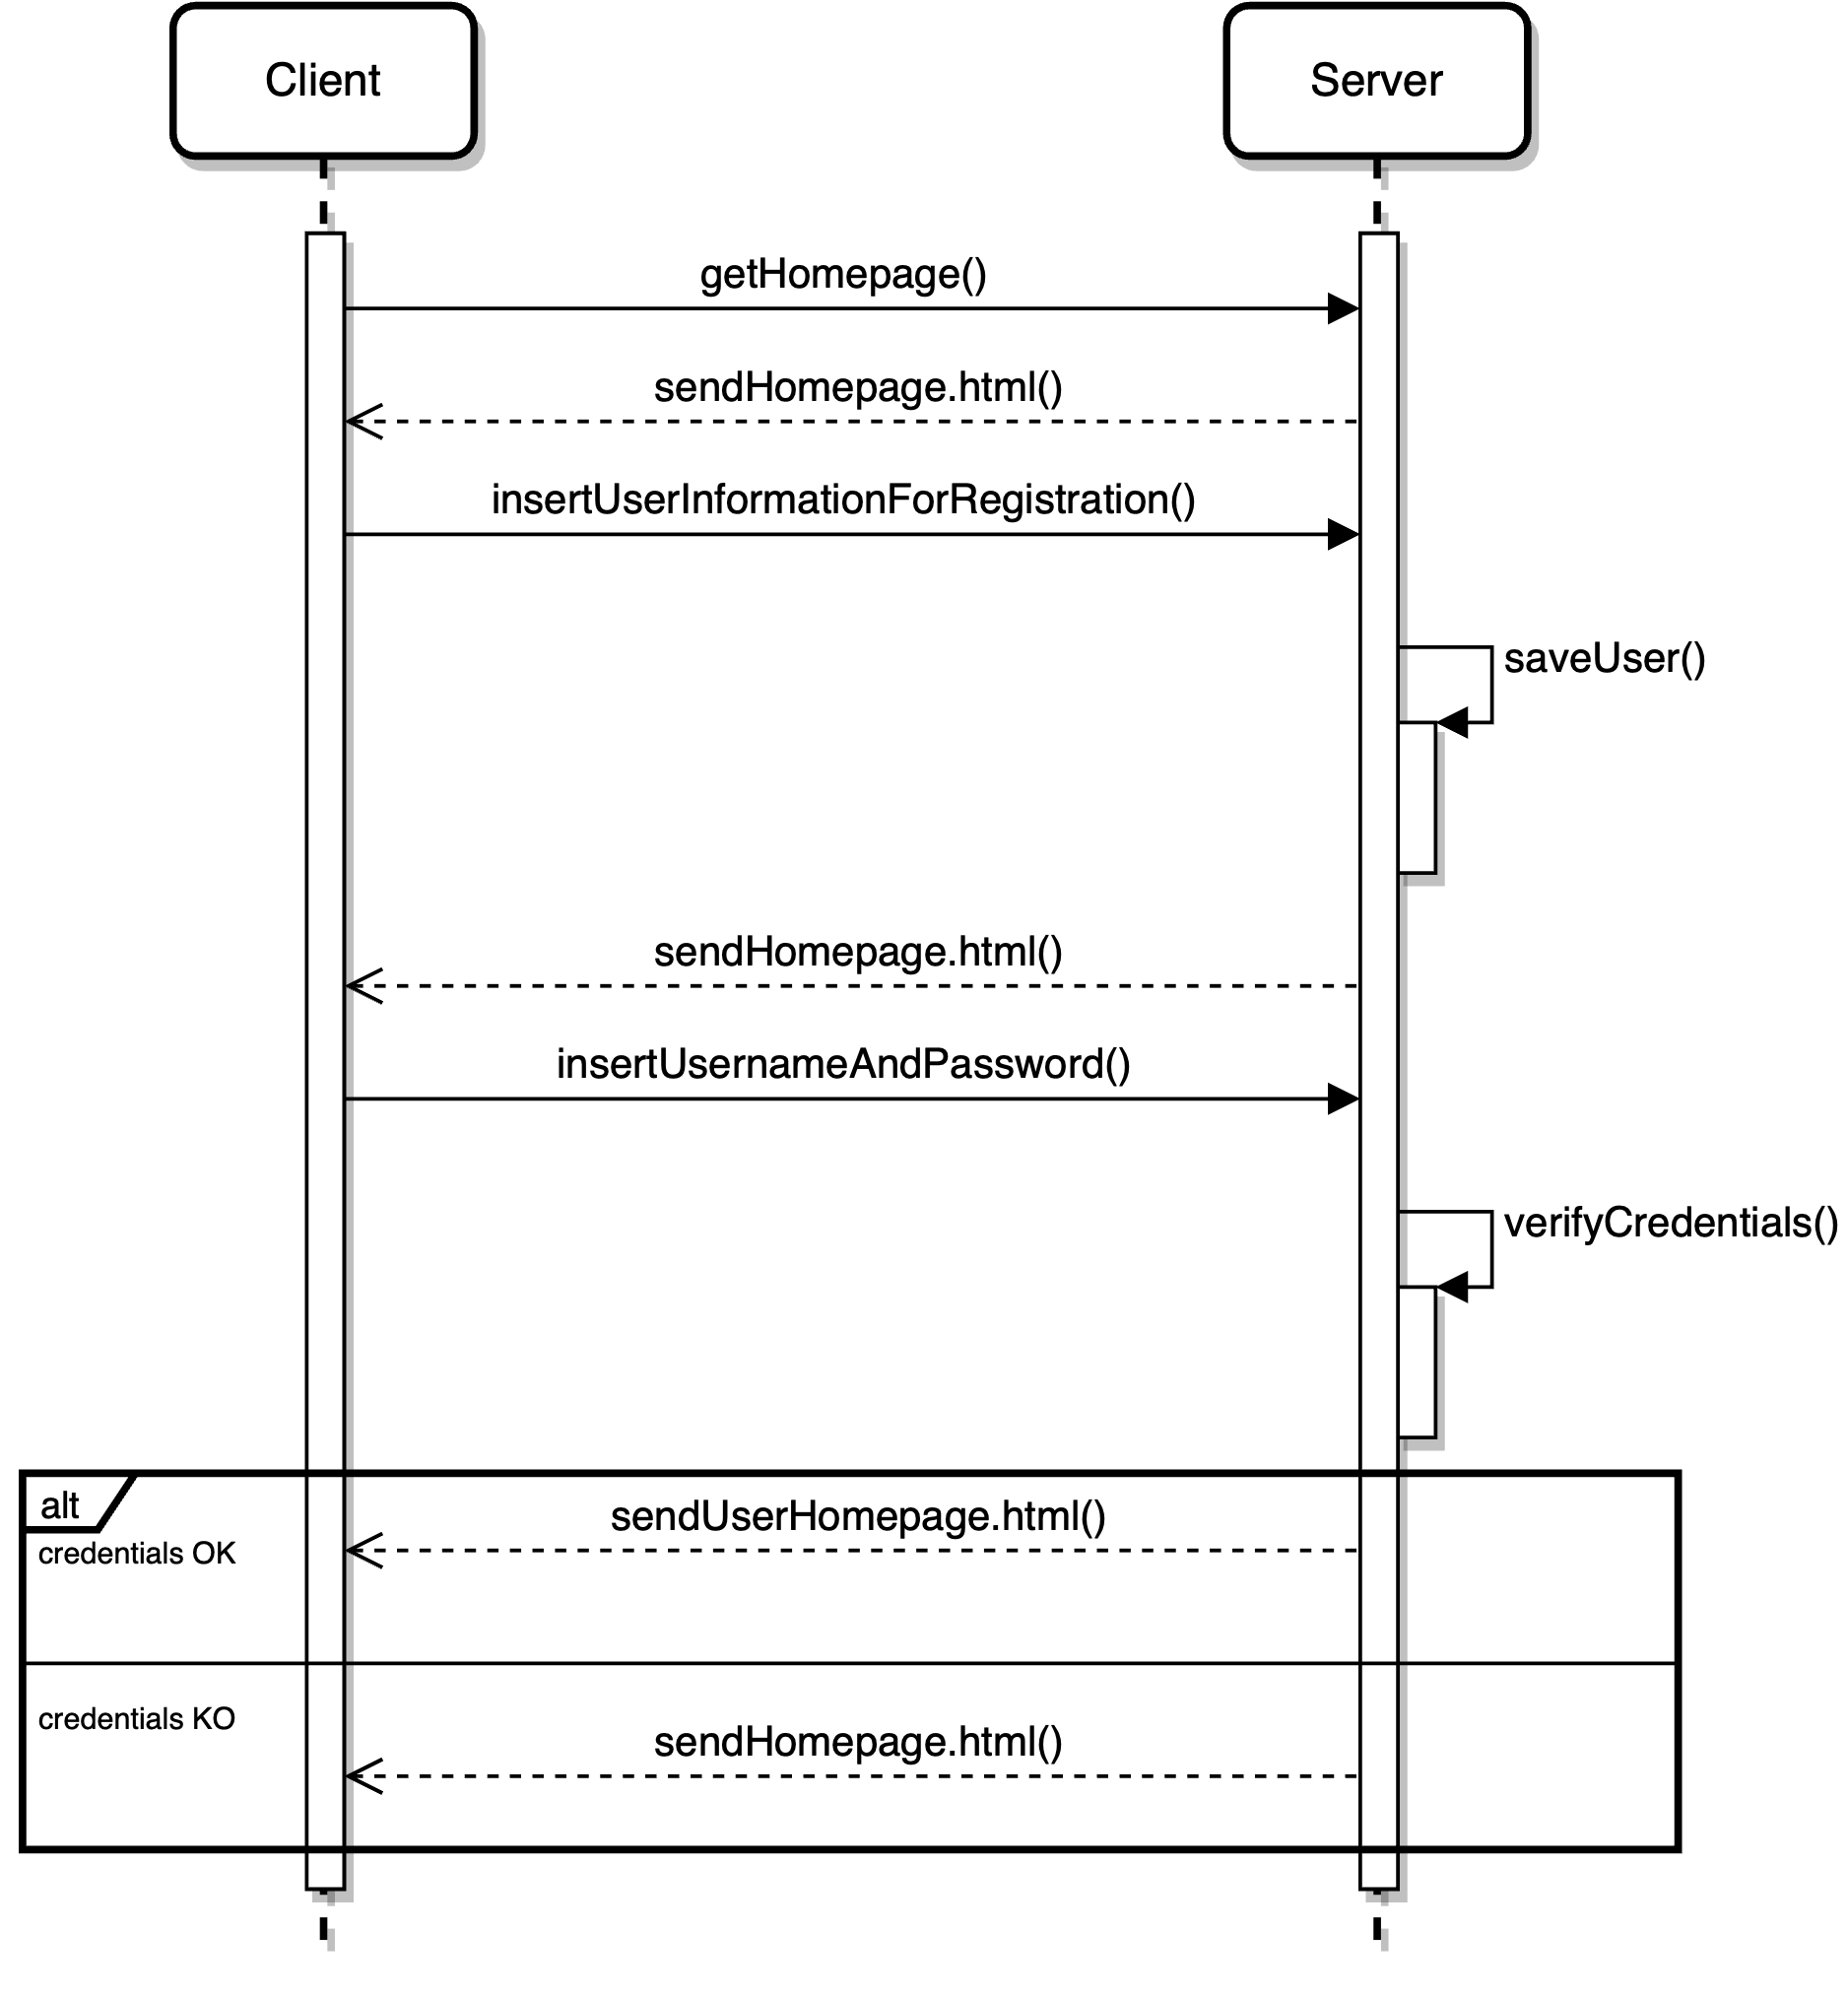 Client
Server
getHomepage()
sendHomepage.html()
insertUserInformationForRegistration()
saveUser()
sendHomepage.html()
insertUsernameAndPassword()
verifyCredentials()
alt
sendUserHomepage.html()
credentials OK
credentials KO
sendHomepage.html()